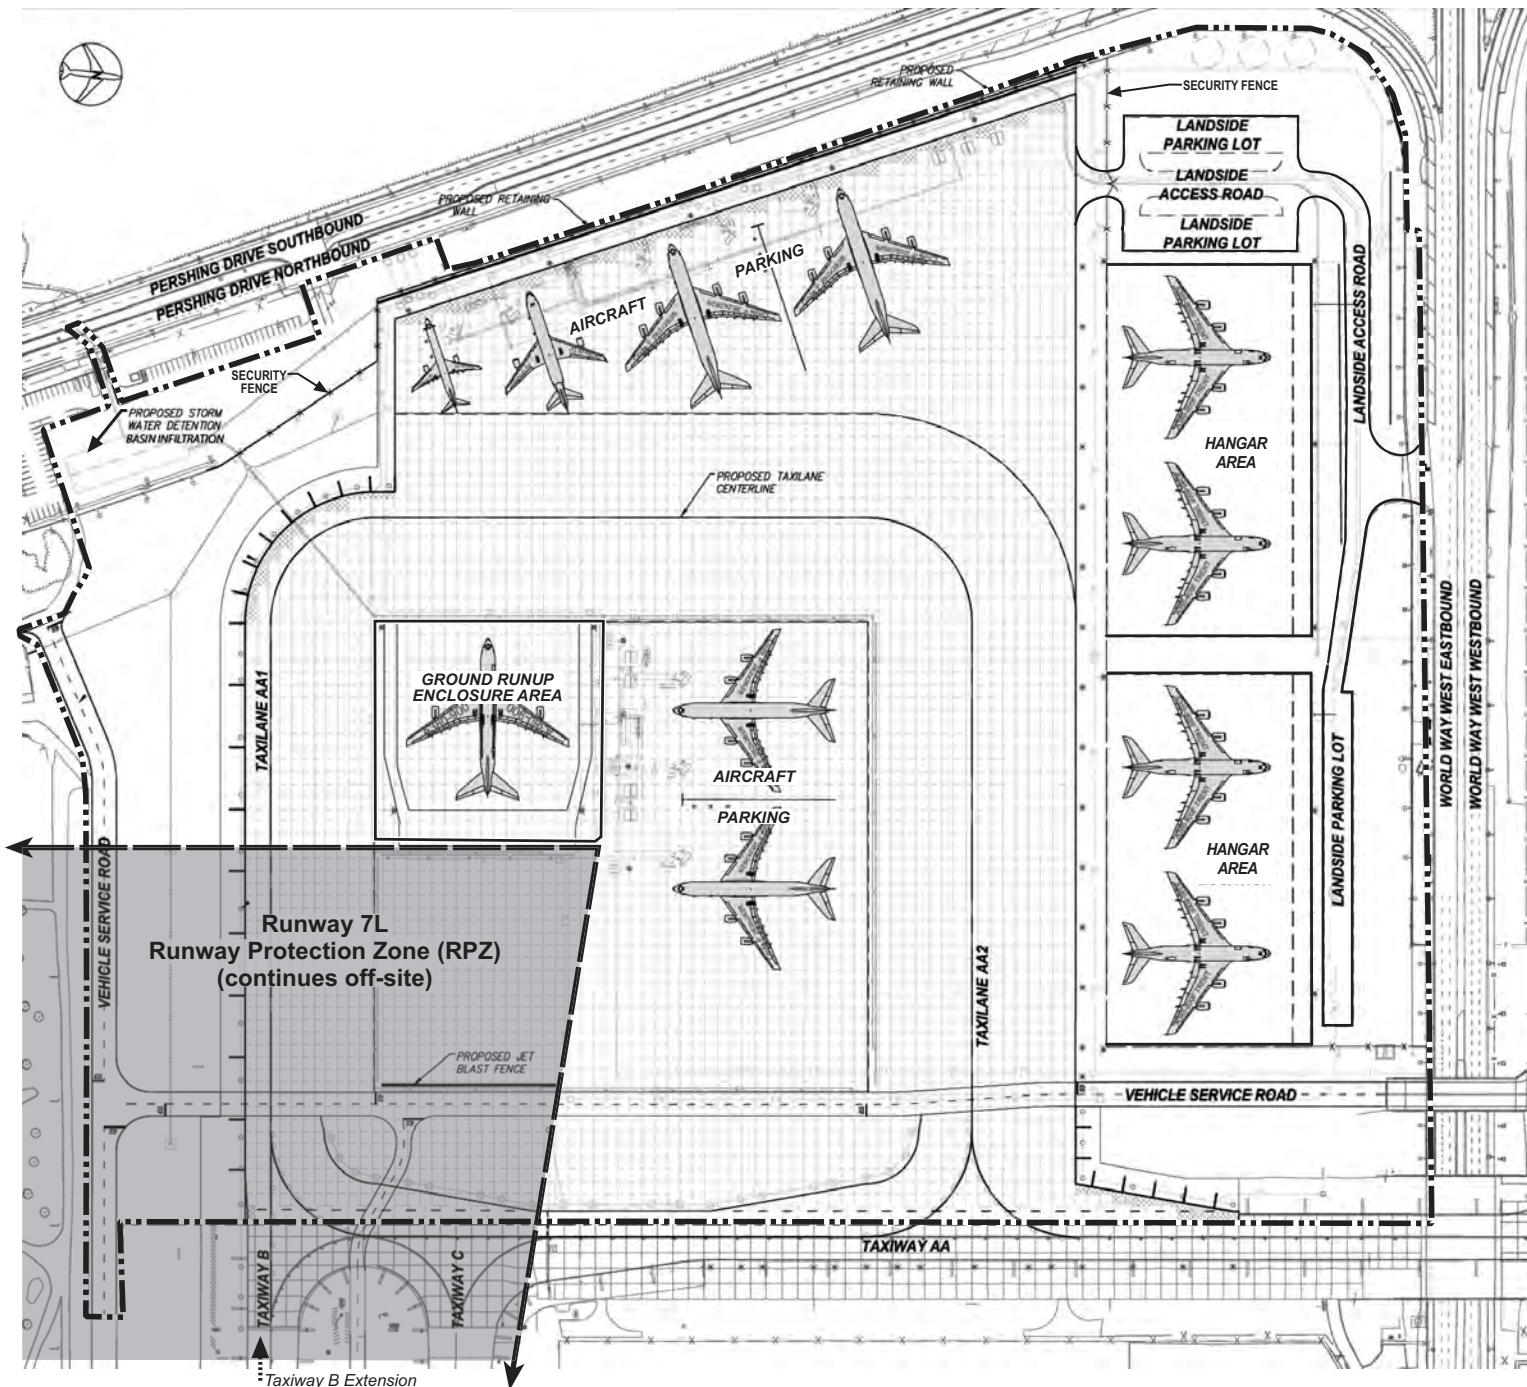 PROPOSED
RETAINING WALL
SECURITY FENCE
LANDSIDE
PARKING LOT
LANDSIDE
ACCESS ROAD
LANDSIDE
PARKING LOT
PROPOSED RETAINING
WALL
PERSHING DRIVE SOUTHBOUND
PERSHING DRIVE NORTHBOUND
AIRCRAFT
PARKING
LANDSIDE ACCESS ROAD
SECURITY
FENCE
PROPOSED STORM
WATER DETENTION
BASIN INFILTRATION
HANGAR
AREA
PROPOSED TAXILANE
CENTERLINE
WORLD WAY WEST EASTBOUND
WORLD WAY WEST WESTBOUND
TAXILANE AA1
GROUND RUNUP
ENCLOSURE AREA
AIRCRAFT
PARKING
LANDSIDE PARKING LOT
HANGAR
AREA
VEHICLE SERVICE ROAD
Runway 7L
Runway Protection Zone (RPZ)
(continues off-site)
TAXILANE AA2
PROPOSED JET
BLAST FENCE
VEHICLE SERVICE ROAD
TAXIWAY AA
TAXIWAY B
TAXIWAY C
Taxiway B Extension